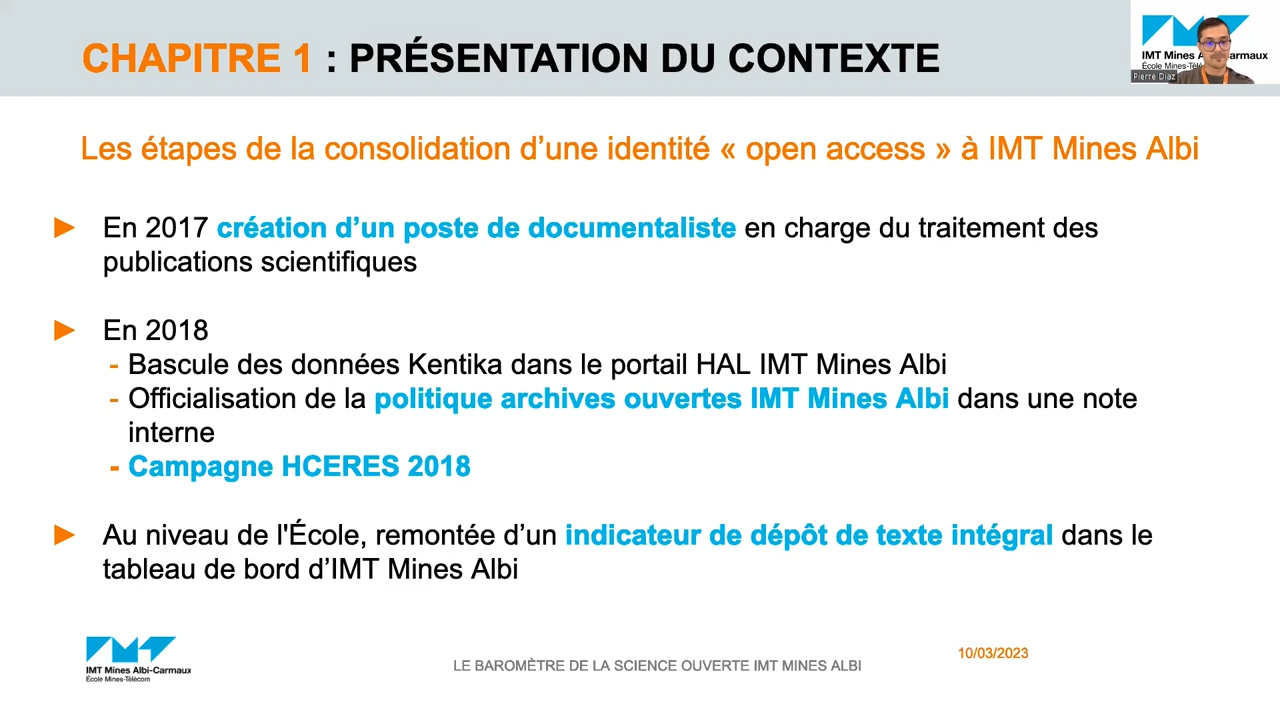 CHAPITRE 1 : PRÉSENTATION DU CONTEXTE
IMT Mines Albi-Carmaux
École Mines-Télécom
Pierre Diaz
Les étapes de la consolidation d’une identité « open access » à IMT Mines Albi
► En 2017 création d’un poste de documentaliste en charge du traitement des
publications scientifiques
► En 2018
- Bascule des données Kentika dans le portail HAL IMT Mines Albi
- Officialisation de la politique archives ouvertes IMT Mines Albi dans une note
interne
- Campagne HCERES 2018
► Au niveau de l'École, remontée d’un indicateur de dépôt de texte intégral dans le
tableau de bord d’IMT Mines Albi
IMT Mines Albi-Carmaux
École Mines-Télécom
LE BAROMÈTRE DE LA SCIENCE OUVERTE IMT MINES ALBI
10/03/2023